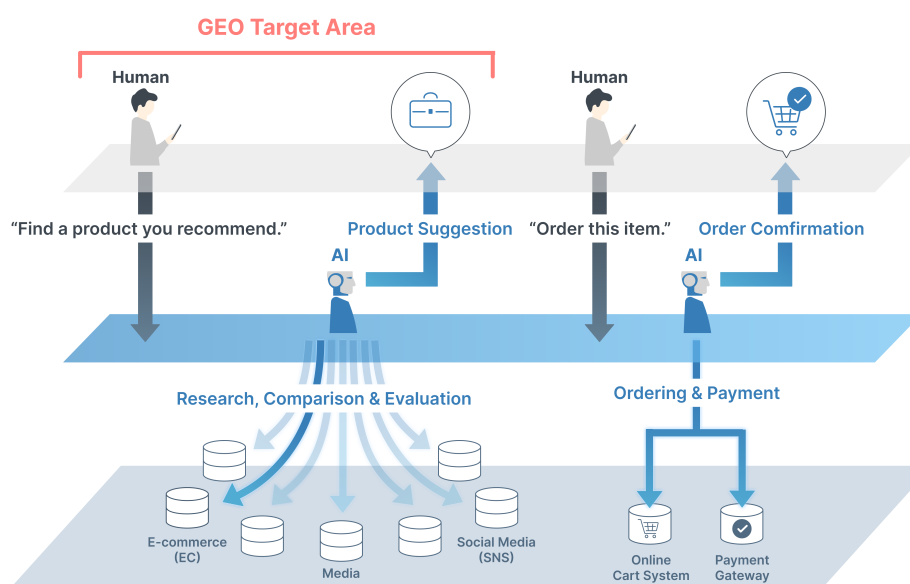 GEO Target Area
Human
Human
“Find a product you recommend.”
Product Suggestion
“Order this item.”
Order Comfirmation
AI
AI
Research, Comparison & Evaluation
Ordering & Payment
E-commerce
(EC)
Media
Social Media
(SNS)
Online
Cart System
Payment
Gateway